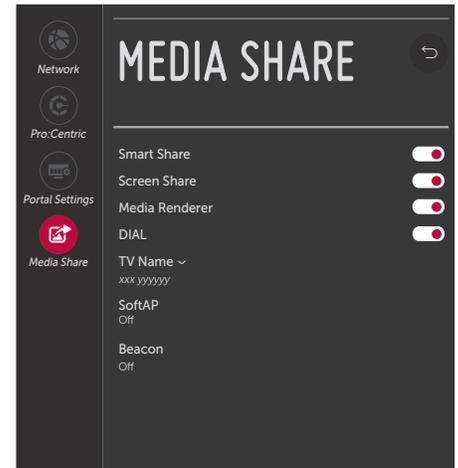 Network
Pro:Centric
Portal Settings
Media Share
MEDIA SHARE
Smart Share
Screen Share
Media Renderer
DIAL
TV Name
xxx yyyyyy
SoftAP
Off
Beacon
Off